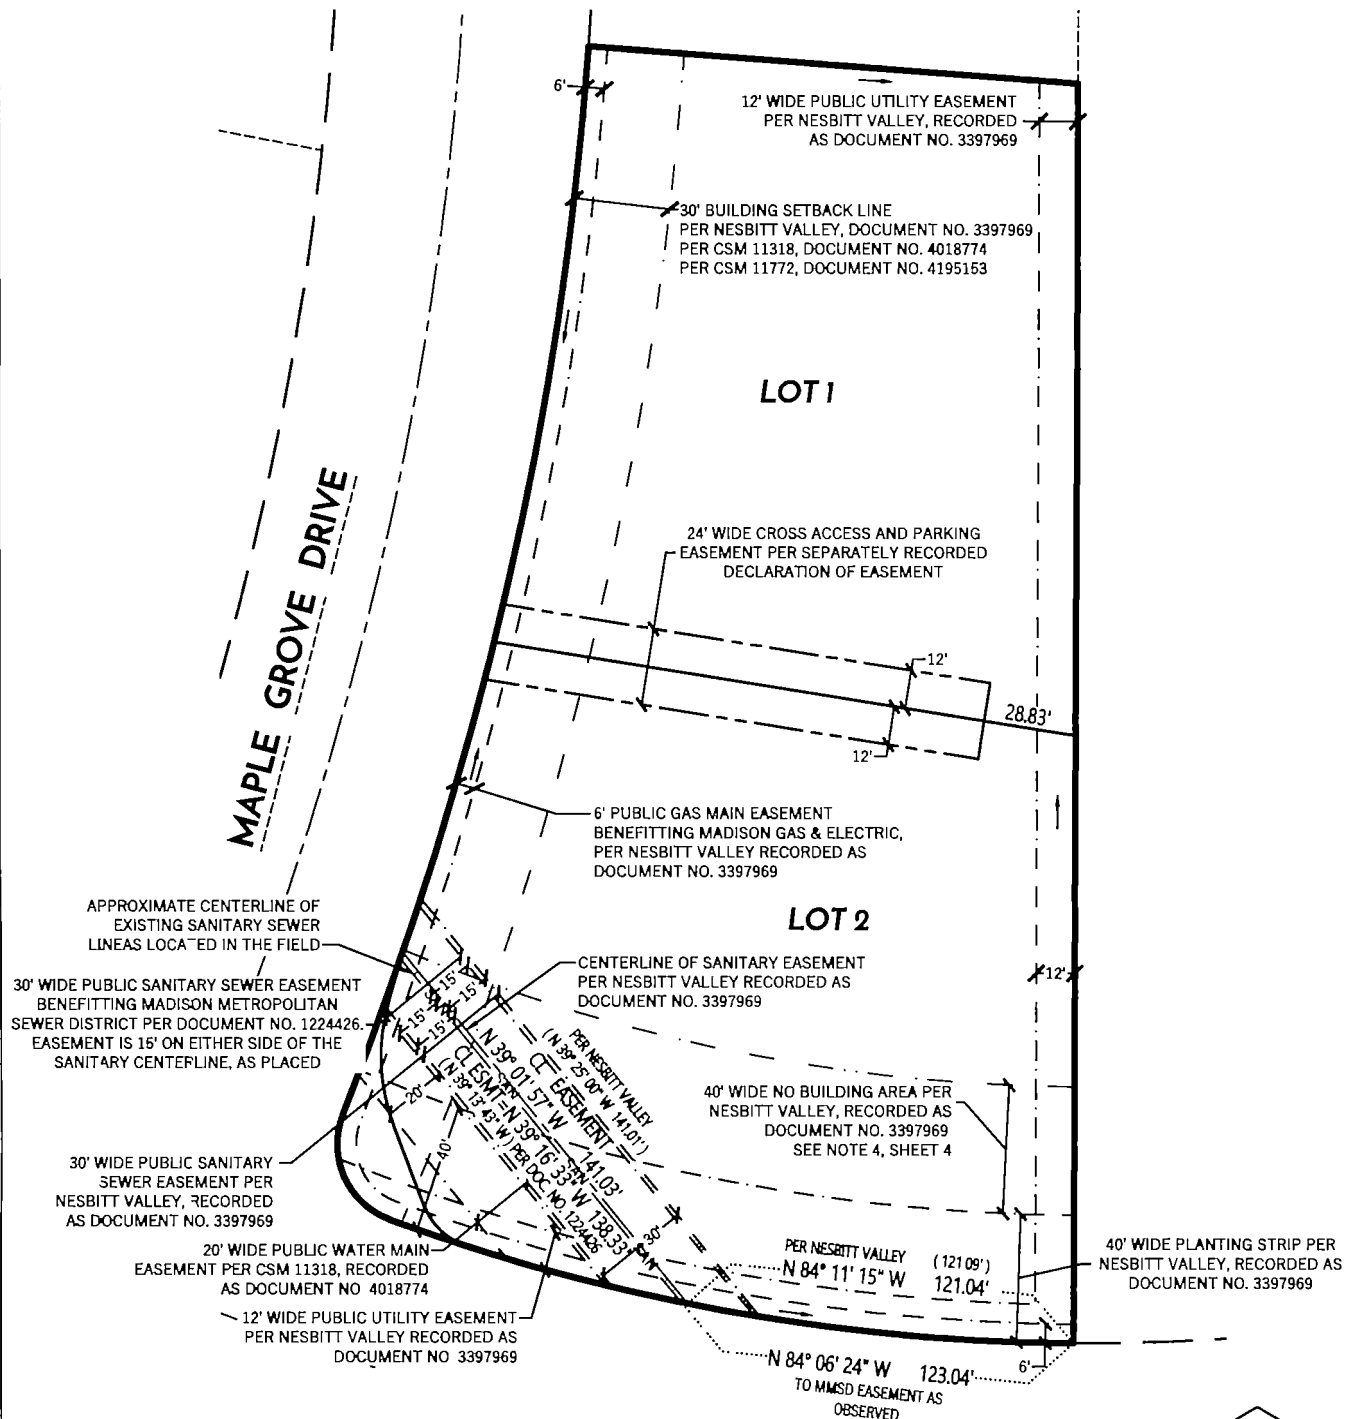 6'
12' WIDE PUBLIC UTILITY EASEMENT
PER NESBITT VALLEY, RECORDED
AS DOCUMENT NO. 3397969
30' BUILDING SETBACK LINE
PER NESBITT VALLEY, DOCUMENT NO. 3397969
PER CSM 11318, DOCUMENT NO. 4018774
PER CSM 11772, DOCUMENT NO. 4195153
LOT 1
MAPLE GROVE DRIVE
24' WIDE CROSS ACCESS AND PARKING
EASEMENT PER SEPARATELY RECORDED
DECLARATION OF EASEMENT
12'
28.83'
12'
6' PUBLIC GAS MAIN EASEMENT
BENEFITTING MADISON GAS & ELECTRIC,
PER NESBITT VALLEY RECORDED AS
DOCUMENT NO. 3397969
LOT 2
APPROXIMATE CENTERLINE OF
EXISTING SANITARY SEWER
LINEAS LOCATED IN THE FIELD
30' WIDE PUBLIC SANITARY SEWER EASEMENT
BENEFITTING MADISON METROPOLITAN
SEWER DISTRICT PER DOCUMENT NO. 1224426.
EASEMENT IS 15' ON EITHER SIDE OF THE
SANITARY CENTERLINE, AS PLACED
CENTERLINE OF SANITARY EASEMENT
PER NESBITT VALLEY RECORDED AS
DOCUMENT NO. 3397969
12'
15'
15'
15'
15'
PER NESBITT VALLEY
(N 39° 25' 00" W 141.01')
CL EASEMENT
N 39° 01' 57" W 141.03'
SAN
CL ESMT=N 39° 16' 33" W 138.33'
(N 39° 13' 43" W) PER DOC NO. 1224426
SAN
20'
40'
30'
40' WIDE NO BUILDING AREA PER
NESBITT VALLEY, RECORDED AS
DOCUMENT NO. 3397969
SEE NOTE 4, SHEET 4
30' WIDE PUBLIC SANITARY
SEWER EASEMENT PER
NESBITT VALLEY, RECORDED
AS DOCUMENT NO. 3397969
20' WIDE PUBLIC WATER MAIN
EASEMENT PER CSM 11318, RECORDED
AS DOCUMENT NO 4018774
12' WIDE PUBLIC UTILITY EASEMENT
PER NESBITT VALLEY RECORDED AS
DOCUMENT NO 3397969
PER NESBITT VALLEY (121 09')
N 84° 11' 15" W 121.04'
40' WIDE PLANTING STRIP PER
NESBITT VALLEY, RECORDED AS
DOCUMENT NO. 3397969
N 84° 06' 24" W 123.04'
TO MMSD EASEMENT AS
OBSERVED
6'